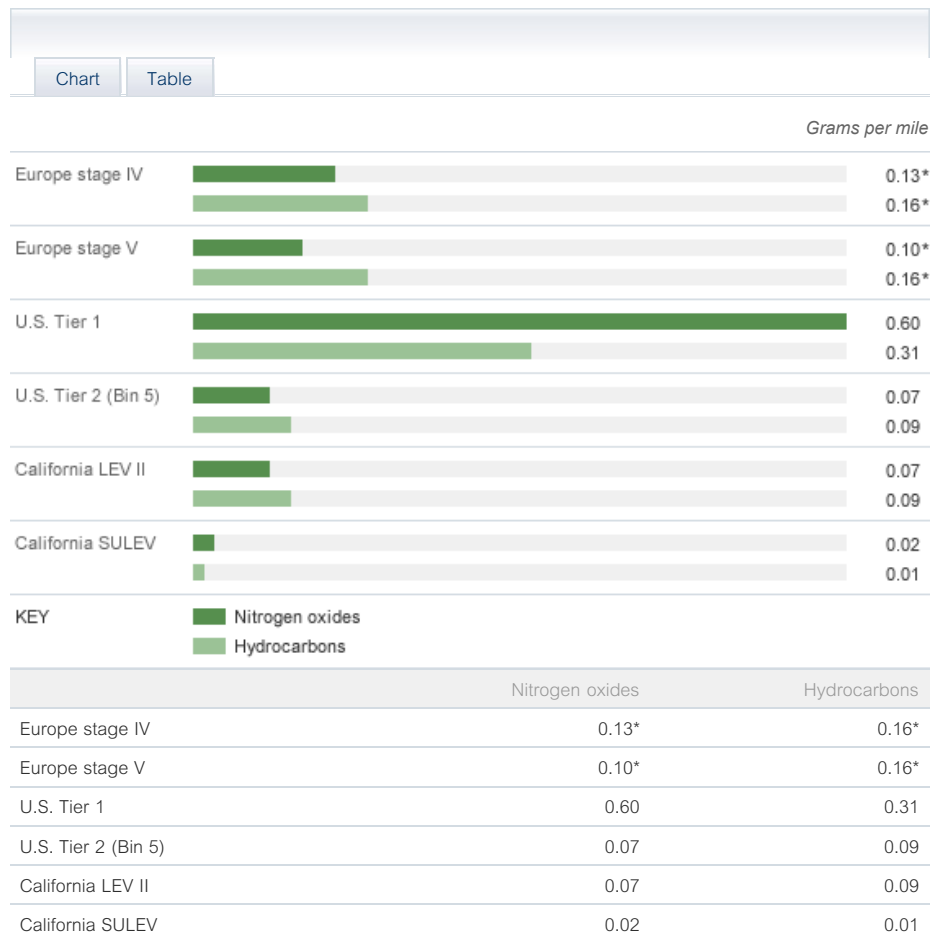 Chart Table
Grams per mile
Europe stage IV 0.13*
0.16*
Europe stage V 0.10*
0.16*
U.S. Tier 1 0.60
0.31
U.S. Tier 2 (Bin 5) 0.07
0.09
California LEV II 0.07
0.09
California SULEV 0.02
0.01
KEY Nitrogen oxides
Hydrocarbons
Nitrogen oxides Hydrocarbons
Europe stage IV 0.13* 0.16*
Europe stage V 0.10* 0.16*
U.S. Tier 1 0.60 0.31
U.S. Tier 2 (Bin 5) 0.07 0.09
California LEV II 0.07 0.09
California SULEV 0.02 0.01